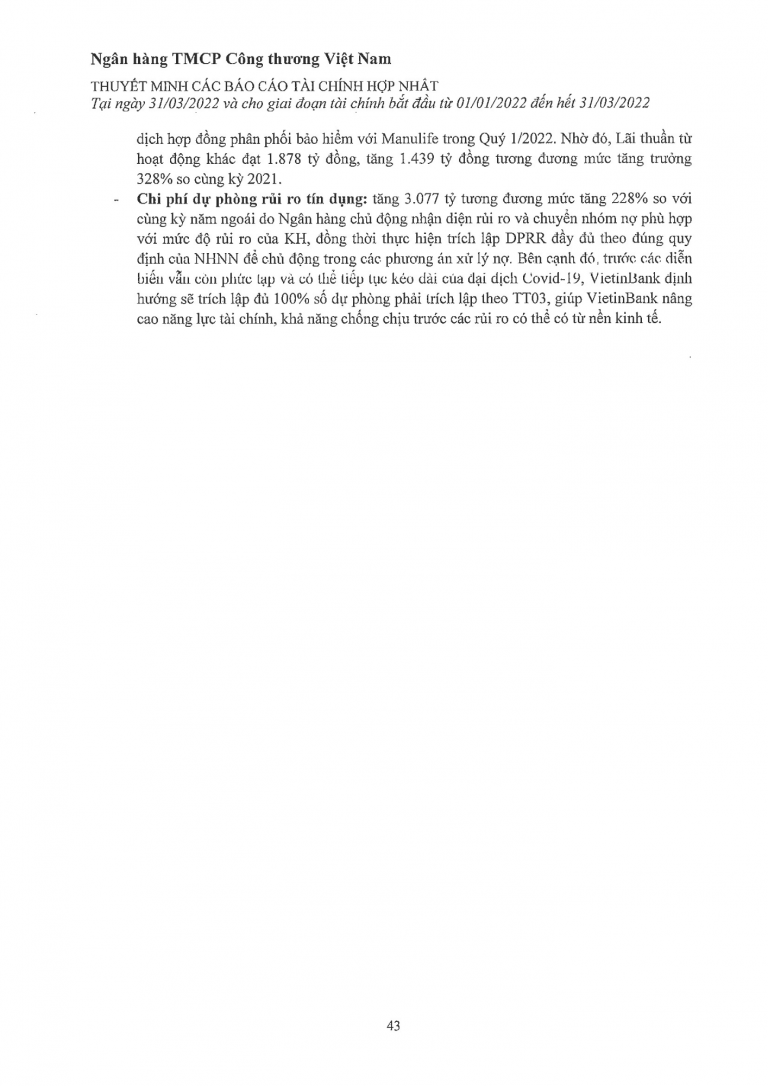 Ngân hàng TMCP Công thương Việt Nam
THUYẾT MINH CÁC BÁO CÁO TÀI CHÍNH HỢP NHẤT
Tại ngày 31/03/2022 và cho giai đoạn tài chính bắt đầu từ 01/01/2022 đến hết 31/03/2022
dịch hợp đồng phân phối bảo hiểm với Manulife trong Quý 1/2022. Nhờ đó, Lãi thuần từ
hoạt động khác đạt 1.878 tỷ đồng, tăng 1.439 tỷ đồng tương đương mức tăng trưởng
328% so cùng kỳ 2021.
- Chi phí dự phòng rủi ro tín dụng: tăng 3.077 tỷ tương đương mức tăng 228% so với
cùng kỳ năm ngoái do Ngân hàng chủ động nhận diện rủi ro và chuyển nhóm nợ phù hợp
với mức độ rủi ro của KH, đồng thời thực hiện trích lập DPRR đầy đủ theo đúng quy
định của NHNN để chủ động trong các phương án xử lý nợ. Bên cạnh đó, trước các diễn
biến vẫn còn phức tạp và có thể tiếp tục kéo dài của đại dịch Covid-19, VietinBank định
hướng sẽ trích lập đủ 100% số dự phòng phải trích lập theo TT03, giúp VietinBank nâng
cao năng lực tài chính, khả năng chống chịu trước các rủi ro có thể có từ nền kinh tế.
43